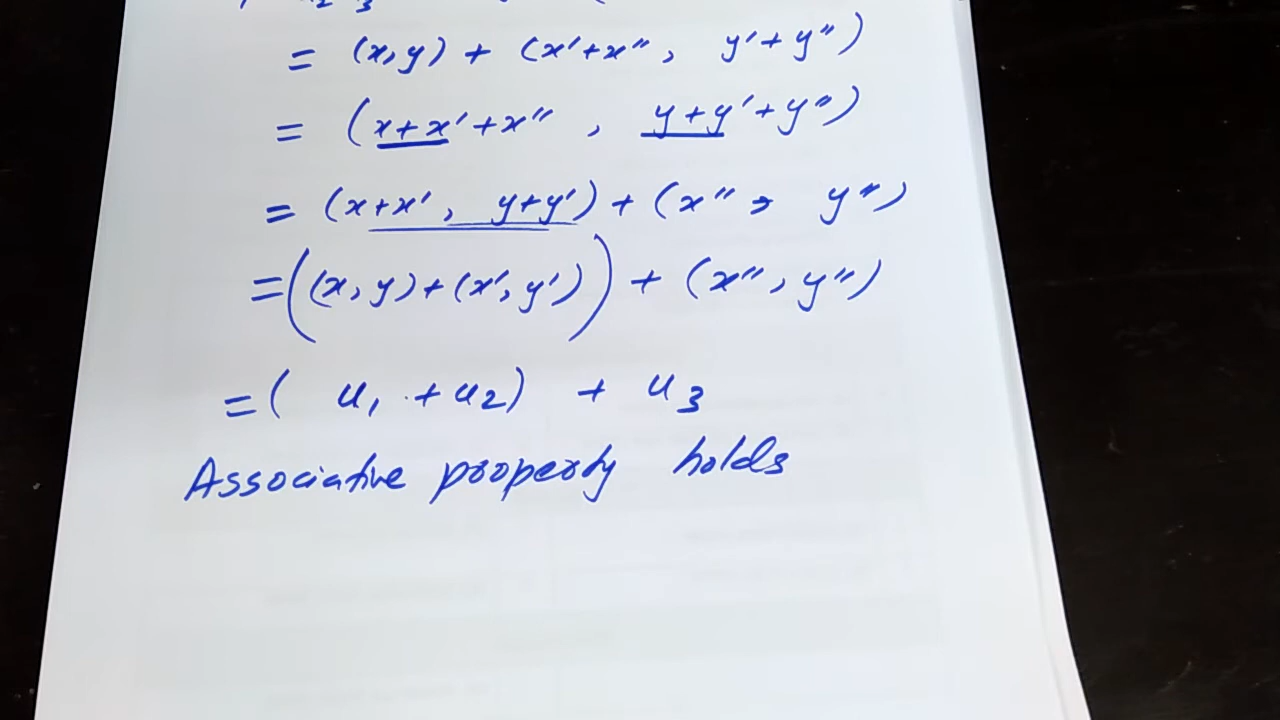 = (x,y) + (x'+x'', y'+y'')
= (x+x'+x'', y+y'+y'')
= (x+x', y+y') + (x'', y'')
= ((x,y)+(x',y')) + (x'', y'')
= ( u₁ + u₂) + u₃
Associative property holds